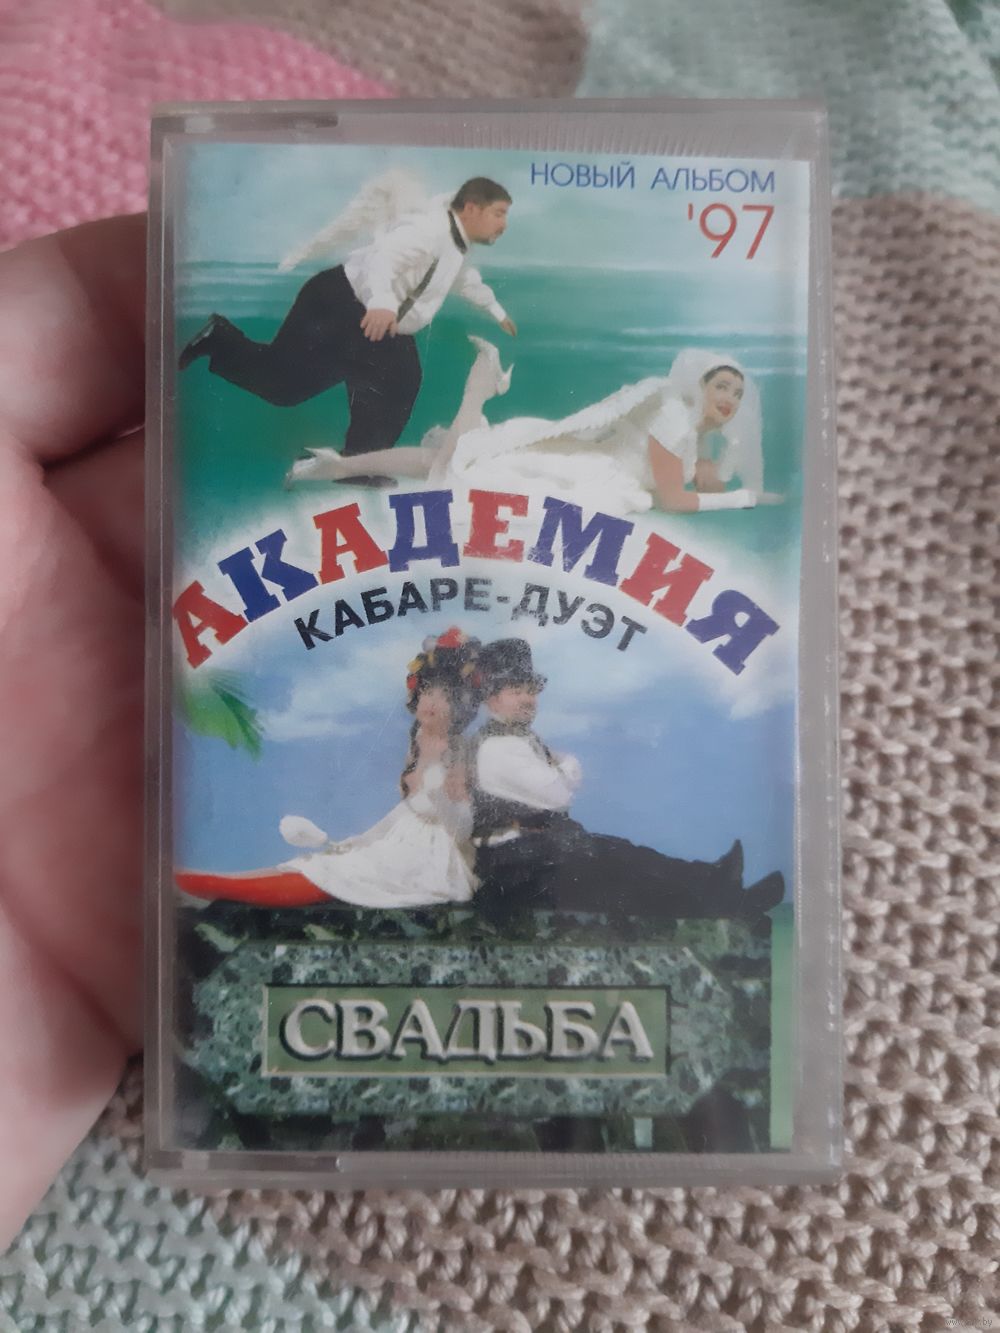 НОВЫЙ АЛЬБОМ
'97
АКАДЕМИЯ
КАБАРЕ-ДУЭТ
СВАДЬБА